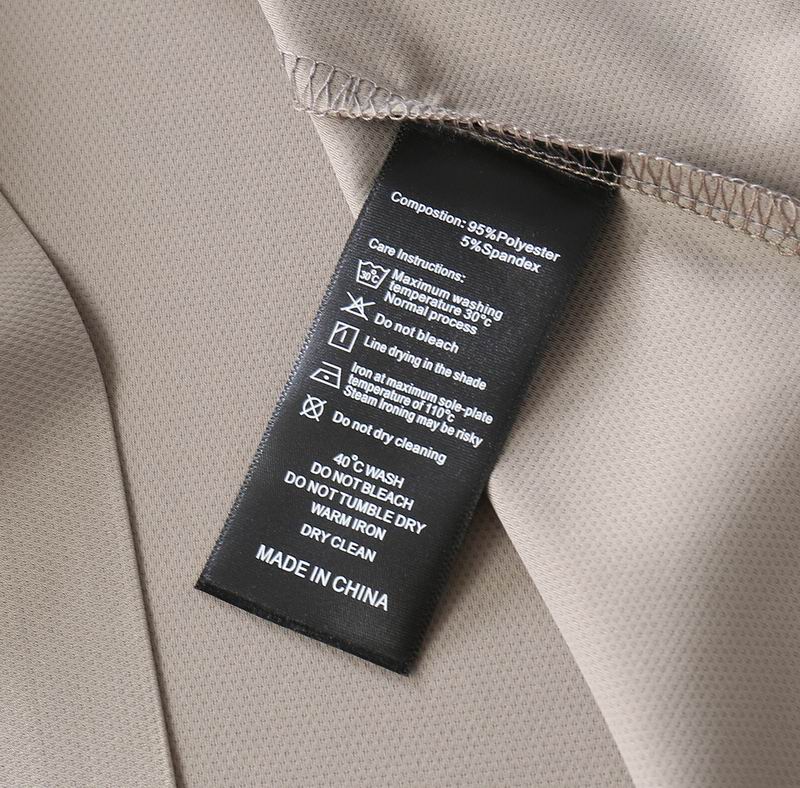 Compostion: 95%Polyester
5%Spandex
Care Instructions:
30°C
Maximum washing
temperature 30°c
Normal process
Do not bleach
Line drying in the shade
Iron at maximum sole-plate
temperature of 110°c
Steam Ironing may be risky
Do not dry cleaning
40°C WASH
DO NOT BLEACH
DO NOT TUMBLE DRY
WARM IRON
DRY CLEAN
MADE IN CHINA